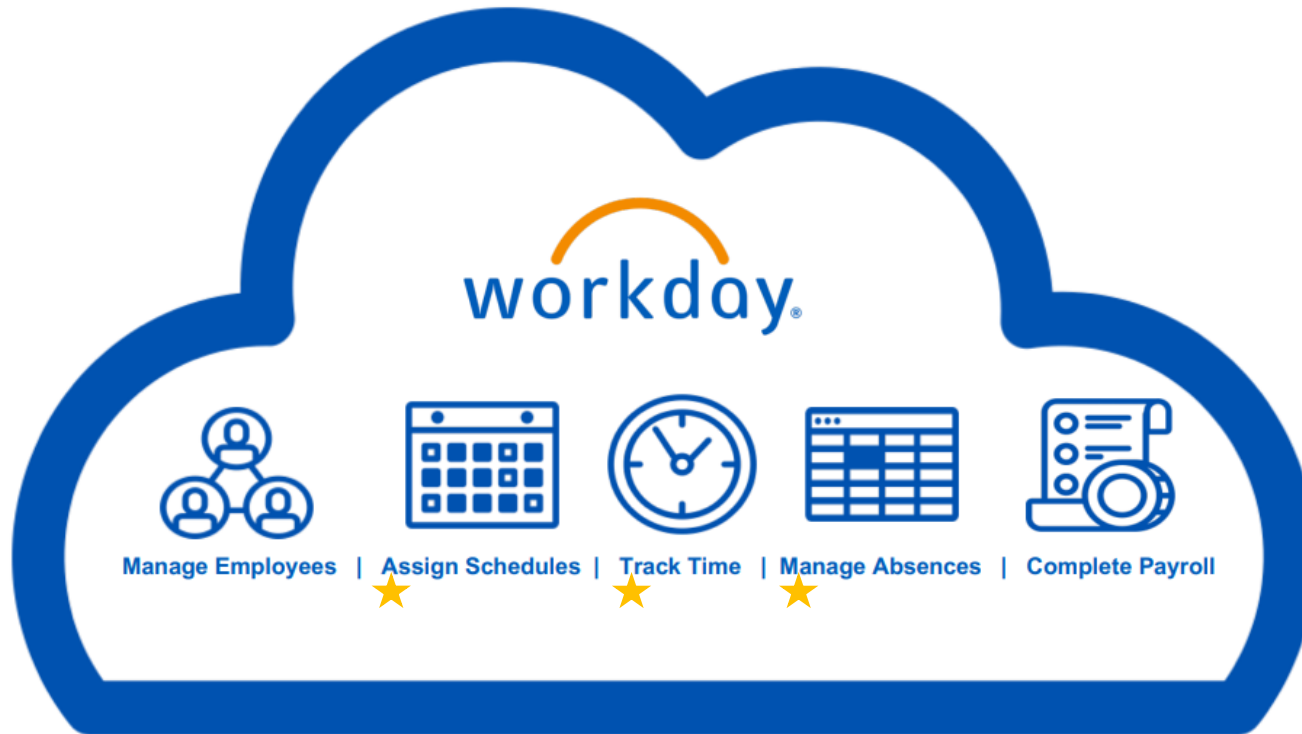 workday®
Manage Employees | Assign Schedules | Track Time | Manage Absences | Complete Payroll